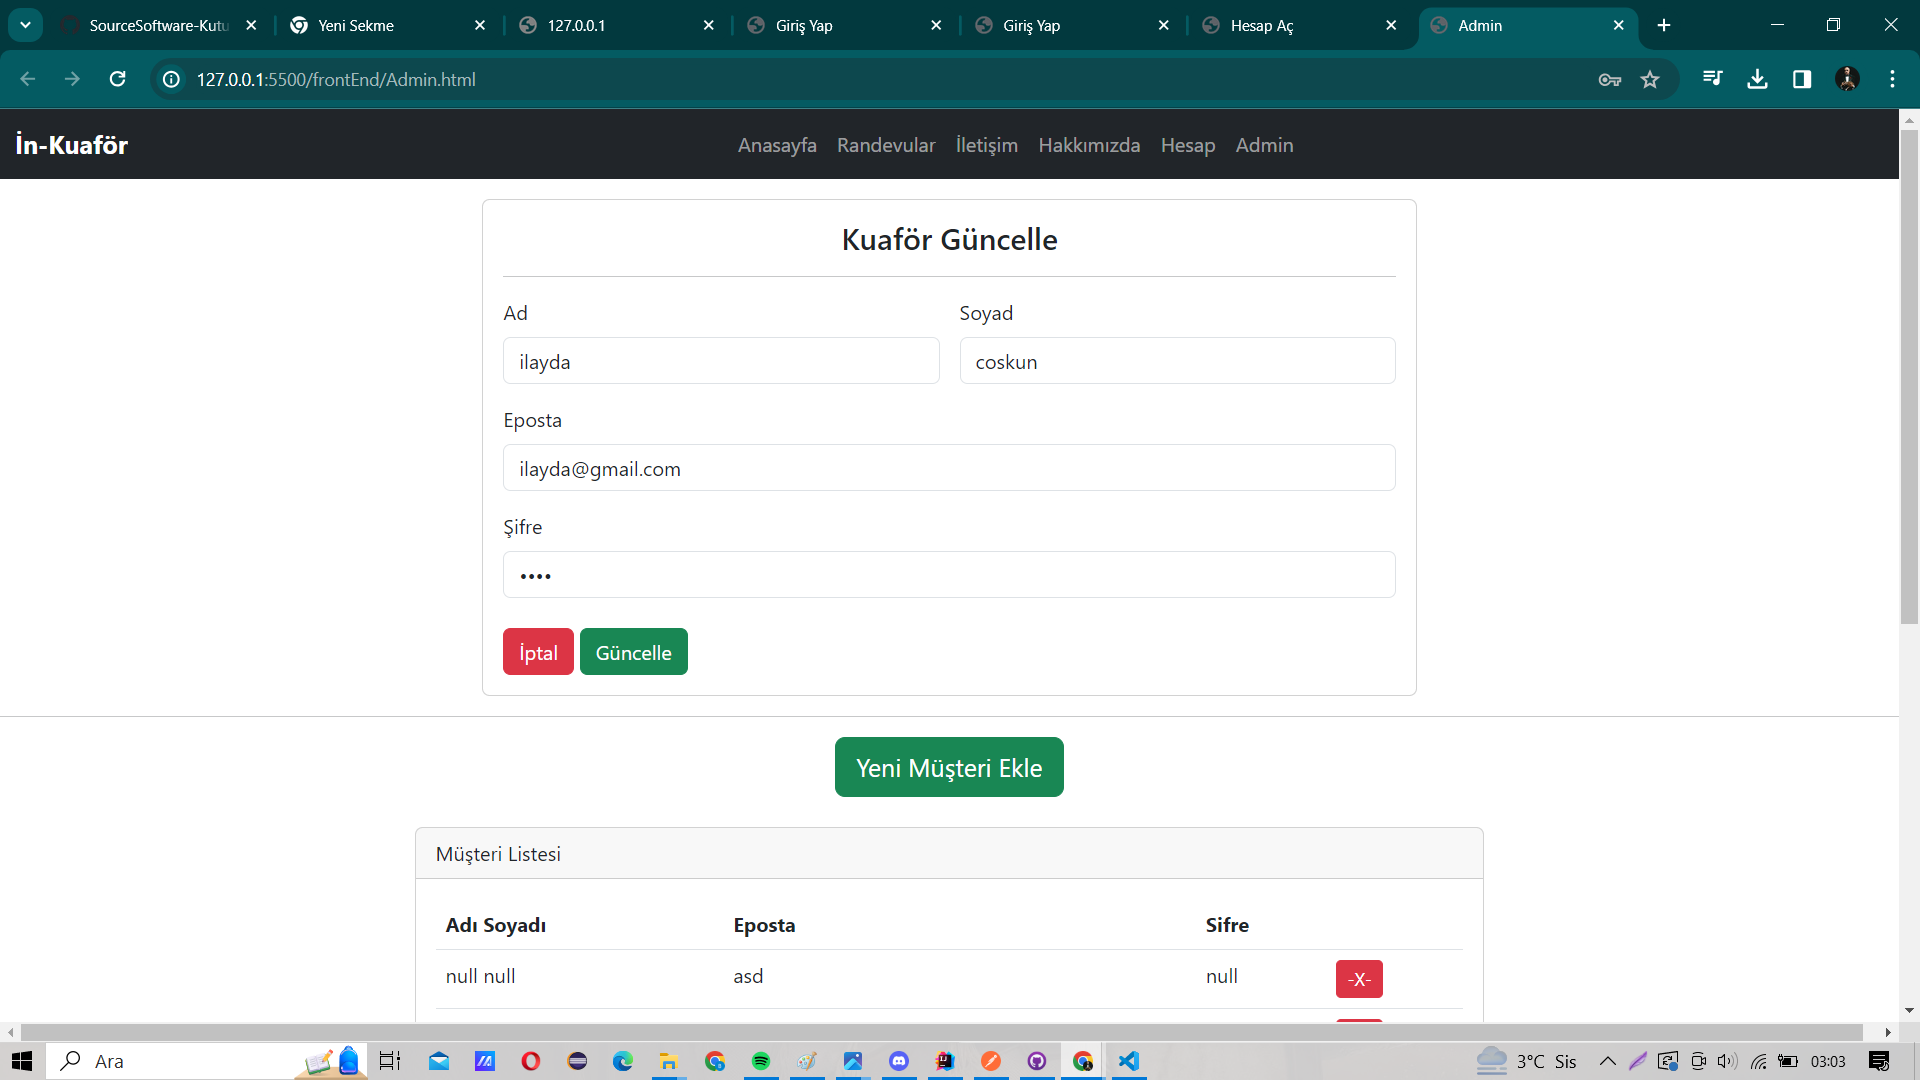 SourceSoftware-Kutu
Yeni Sekme
127.0.0.1
Giriş Yap
Giriş Yap
Hesap Aç
Admin
127.0.0.1:5500/frontEnd/Admin.html
İn-Kuaför
Anasayfa
Randevular
İletişim
Hakkımızda
Hesap
Admin
Kuaför Güncelle
Ad
Soyad
ilayda
coskun
Eposta
ilayda@gmail.com
Şifre
••••
İptal
Güncelle
Yeni Müşteri Ekle
Müşteri Listesi
Adı Soyadı
Eposta
Sifre
null null
asd
null
-X-
Ara
3°C Sis
03:03